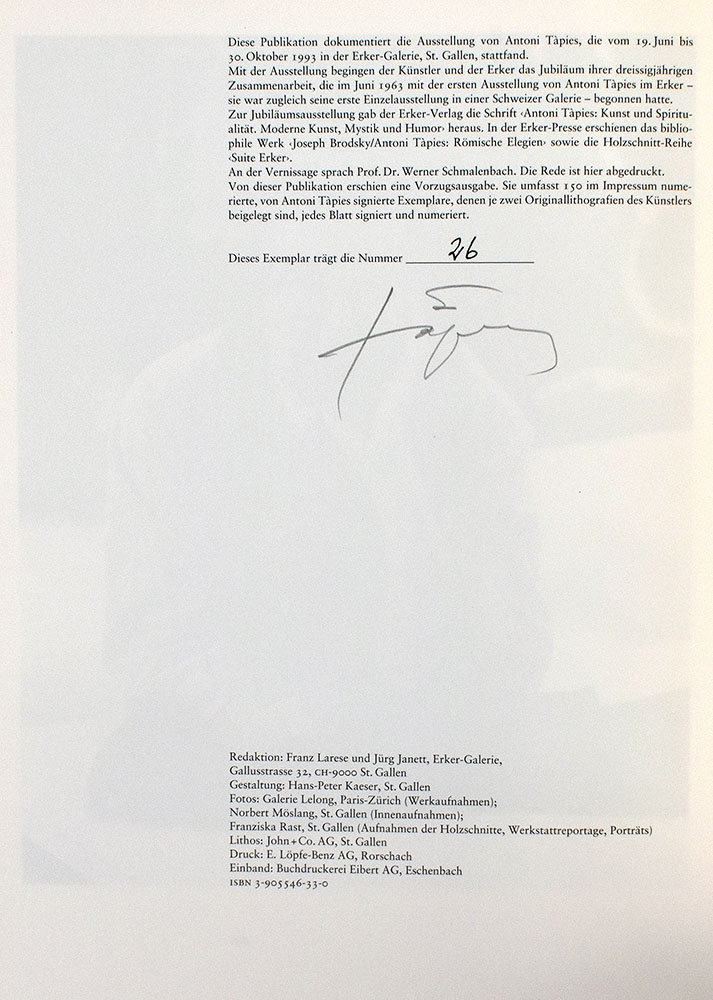 Diese Publikation dokumentiert die Ausstellung von Antoni Tàpies, die vom 19. Juni bis
30. Oktober 1993 in der Erker-Galerie, St. Gallen, stattfand.
Mit der Ausstellung begingen der Künstler und der Erker das Jubiläum ihrer dreissigjährigen
Zusammenarbeit, die im Juni 1963 mit der ersten Ausstellung von Antoni Tàpies im Erker –
sie war zugleich seine erste Einzelausstellung in einer Schweizer Galerie – begonnen hatte.
Zur Jubiläumsausstellung gab der Erker-Verlag die Schrift ‹Antoni Tàpies: Kunst und Spiritu-
alität. Moderne Kunst, Mystik und Humor› heraus. In der Erker-Presse erschienen das biblio-
phile Werk ‹Joseph Brodsky/Antoni Tàpies: Römische Elegien› sowie die Holzschnitt-Reihe
‹Suite Erker›.
An der Vernissage sprach Prof. Dr. Werner Schmalenbach. Die Rede ist hier abgedruckt.
Von dieser Publikation erschien eine Vorzugsausgabe. Sie umfasst 150 im Impressum nume-
rierte, von Antoni Tàpies signierte Exemplare, denen je zwei Originallithografien des Künstlers
beigelegt sind, jedes Blatt signiert und numeriert.
Dieses Exemplar trägt die Nummer 26
Tàpies
Redaktion: Franz Larese und Jürg Janett, Erker-Galerie,
Gallusstrasse 32, CH-9000 St. Gallen
Gestaltung: Hans-Peter Kaeser, St. Gallen
Fotos: Galerie Lelong, Paris-Zürich (Werkaufnahmen);
Norbert Möslang, St. Gallen (Innenaufnahmen);
Franziska Rast, St. Gallen (Aufnahmen der Holzschnitte, Werkstattreportage, Porträts)
Lithos: John + Co. AG, St. Gallen
Druck: E. Löpfe-Benz AG, Rorschach
Einband: Buchdruckerei Eibert AG, Eschenbach
ISBN 3-905546-33-0